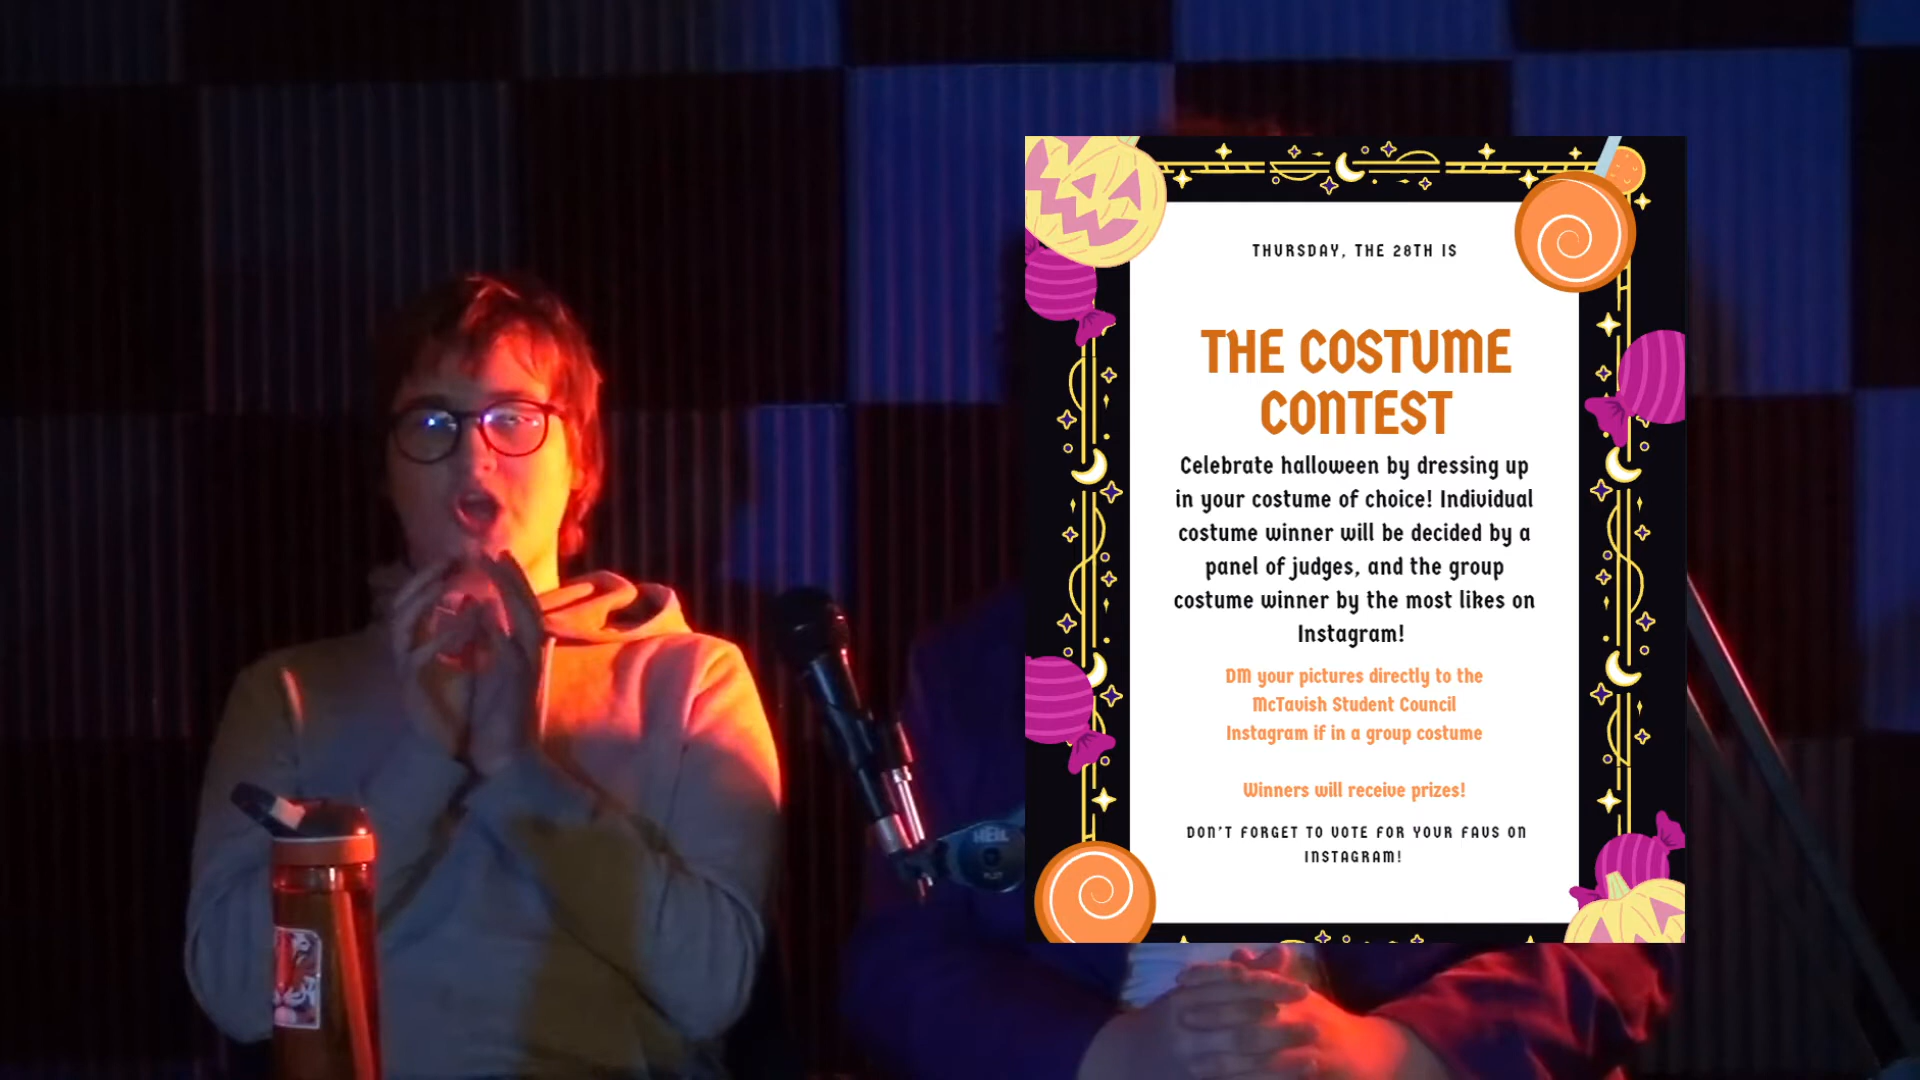 THURSDAY, THE 28TH IS
THE COSTUME
CONTEST
Celebrate halloween by dressing up
in your costume of choice! Individual
costume winner will be decided by a
panel of judges, and the group
costume winner by the most likes on
Instagram!
DM your pictures directly to the
McTavish Student Council
Instagram if in a group costume
Winners will receive prizes!
DON'T FORGET TO VOTE FOR YOUR FAVS ON
INSTAGRAM!
HEIL